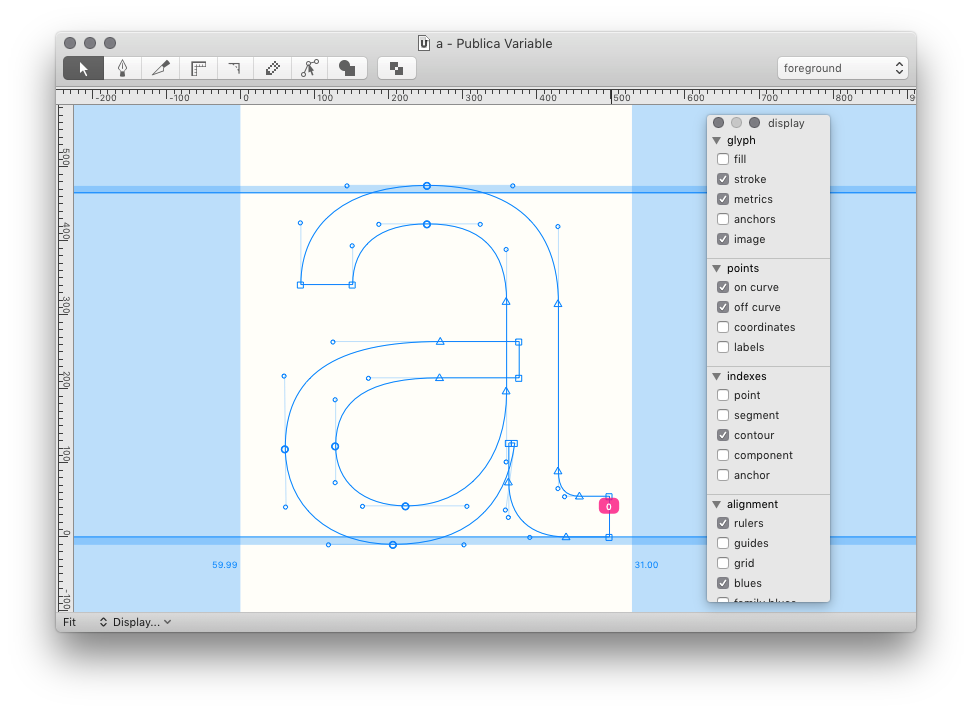 a - Publica Variable
foreground
-200 -100 0 100 200 300 400 500 600 700 800
500
400
300
200
100
0
-100
display
glyph
fill
stroke
metrics
anchors
image
points
on curve
off curve
coordinates
labels
indexes
point
segment
contour
component
anchor
alignment
rulers
guides
grid
blues
family blues
0
59.99 31.00
Fit Display...